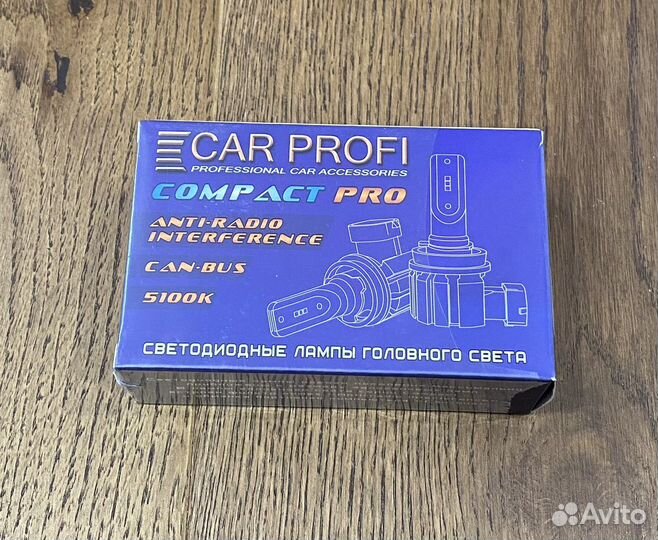 CAR PROFI
PROFESSIONAL CAR ACCESSORIES
COMPACT PRO
ANTI-RADIO
INTERFERENCE
CAN-BUS
5100K
СВЕТОДИОДНЫЕ ЛАМПЫ ГОЛОВНОГО СВЕТА
Avito